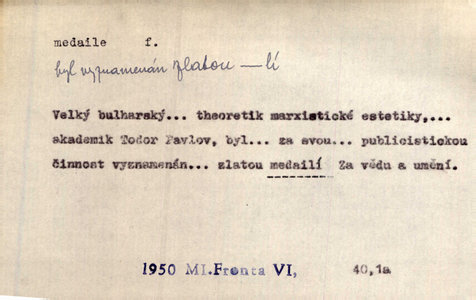 medaile f.
byl vyznamenán zlatou — lí
Velký bulharský... theoretik marxistické estetiky,...
akademik Todor Pavlov, byl... za svou... publicistickou
činnost vyznamenán... zlatou medailí Za vědu a umění.
1950 MI.Fronta VI, 40,1a